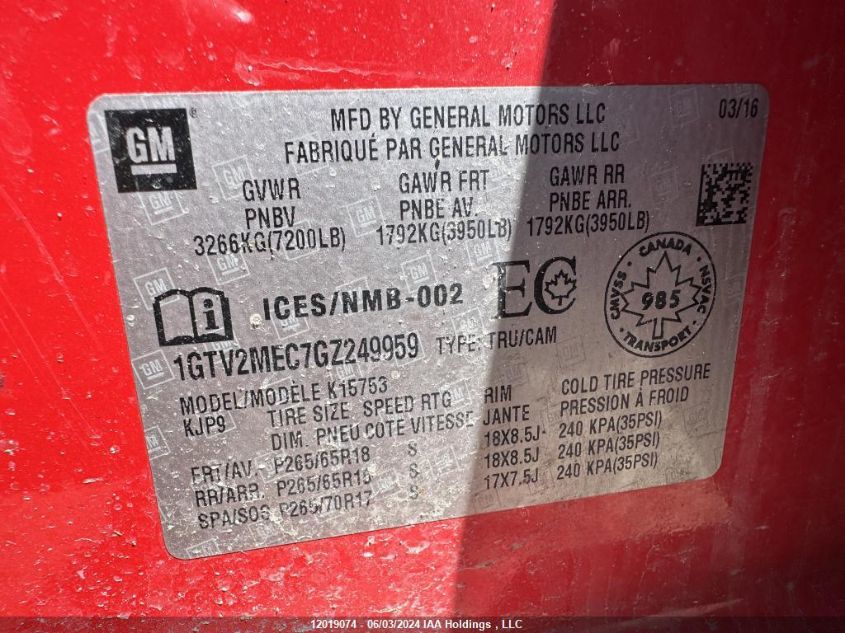 GM
MFD BY GENERAL MOTORS LLC
03/16
FABRIQUÉ PAR GENERAL MOTORS LLC
GVWR GAWR FRT GAWR RR
PNBV PNBE AV. PNBE ARR.
3266KG(7200LB) 1792KG(3950LB) 1792KG(3950LB)
ICES/NMB-002 EC
CANADA
CMVSS NSVAC
985
1GTV2MEC7GZ249959 TYPE: TRU/CAM
MODEL/MODÈLE K15753
KJP9 TIRE SIZE SPEED RTG RIM COLD TIRE PRESSURE
DIM. PNEU COTE VITESSE JANTE PRESSION À FROID
FRT/AV. P265/65R18 S 18X8.5J 240 KPA(35PSI)
RR/ARR. P265/65R18 S 18X8.5J 240 KPA(35PSI)
SPA/SOS P265/70R17 S 17X7.5J 240 KPA(35PSI)
12019074 - 06/03/2024 IAA Holdings , LLC